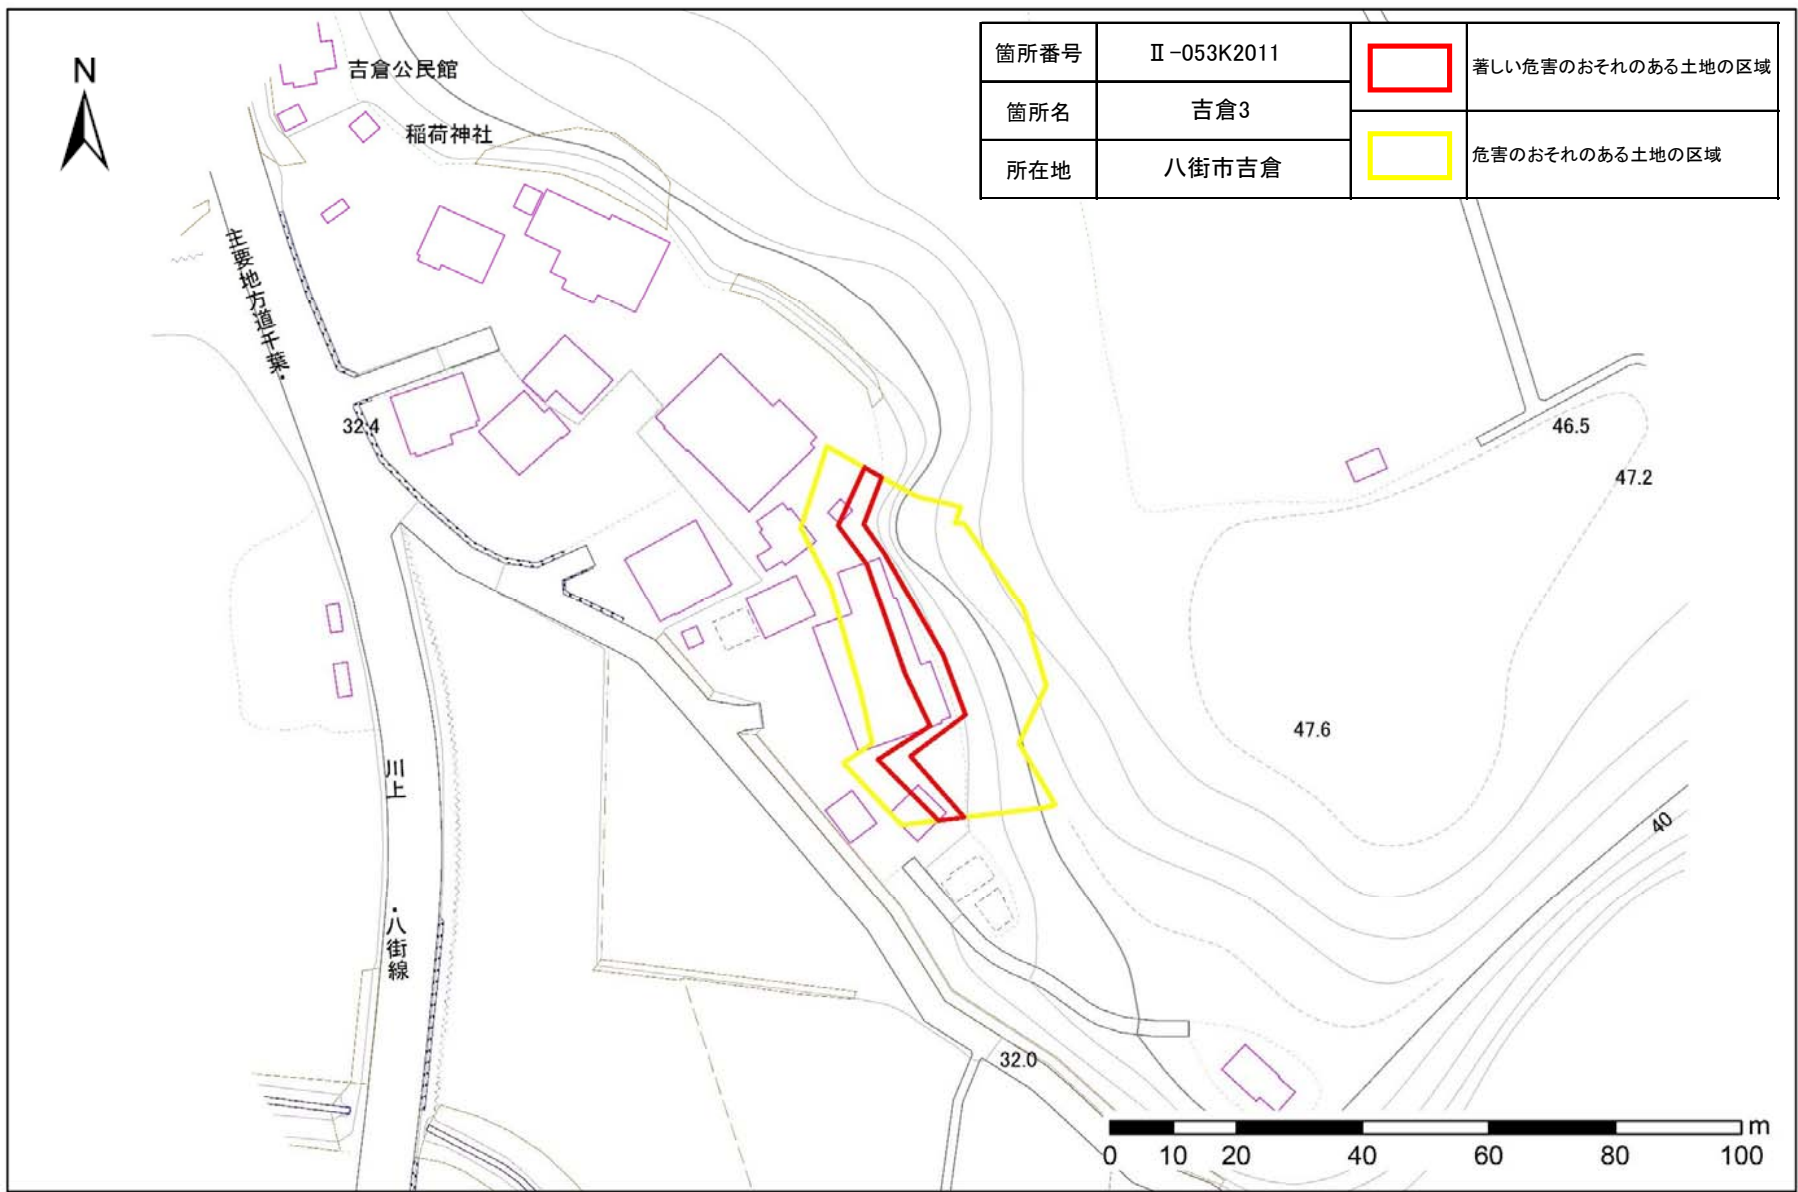 N
箇所番号 Ⅱ-053K2011
箇所名 吉倉3
所在地 八街市吉倉
著しい危害のおそれのある土地の区域
危害のおそれのある土地の区域
吉倉公民館
稲荷神社
主要地方道千葉・
32.4
46.5
47.2
47.6
川上
・八街線
40
32.0
m
0 10 20 40 60 80 100